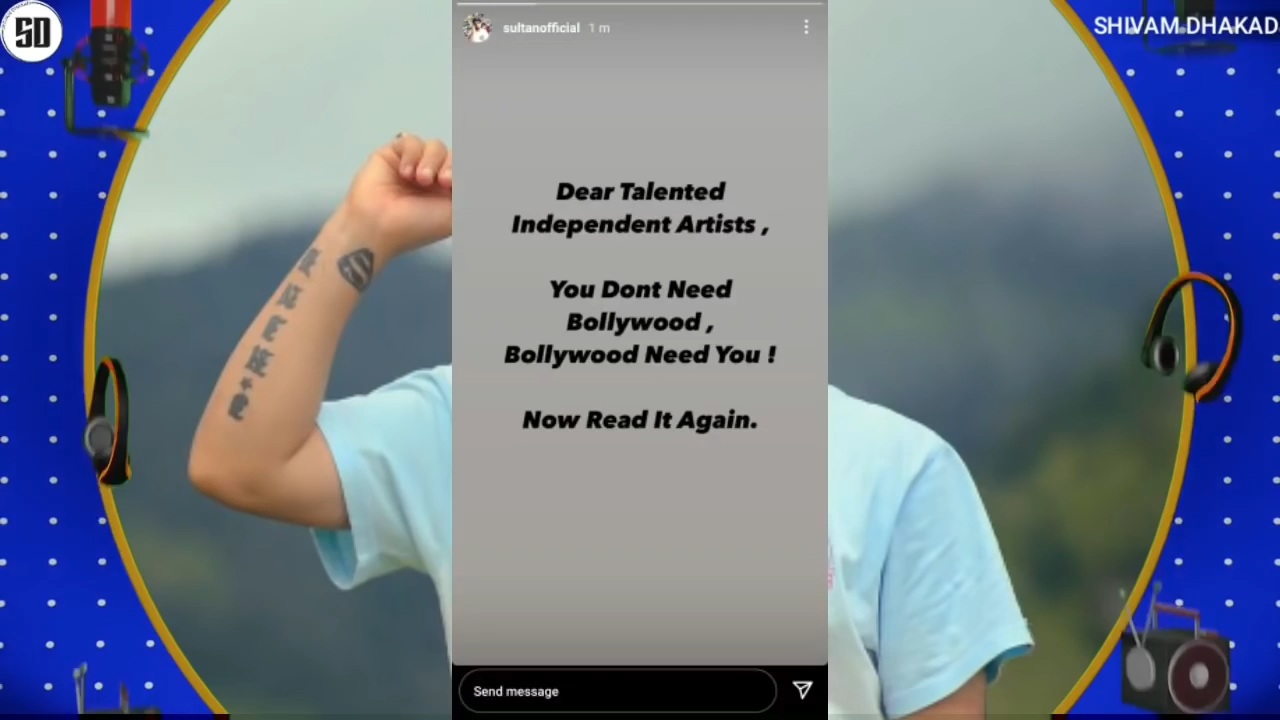 SD
SHIVAM DHAKAD
sultanofficial 1 m
Dear Talented
Independent Artists ,
You Dont Need
Bollywood ,
Bollywood Need You !
Now Read It Again.
Send message